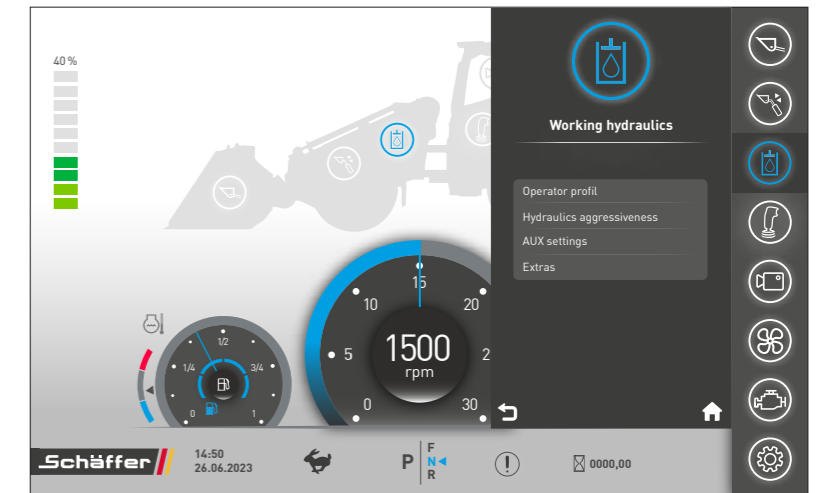 40 %
Working hydraulics
Operator profil
Hydraulics aggressiveness
AUX settings
Extras
15
10
20
5
1500
2
rpm
0
30
1/2
1/4
3/4
0
1
Schäffer
14:50
26.06.2023
P
F
N
R
0000,00